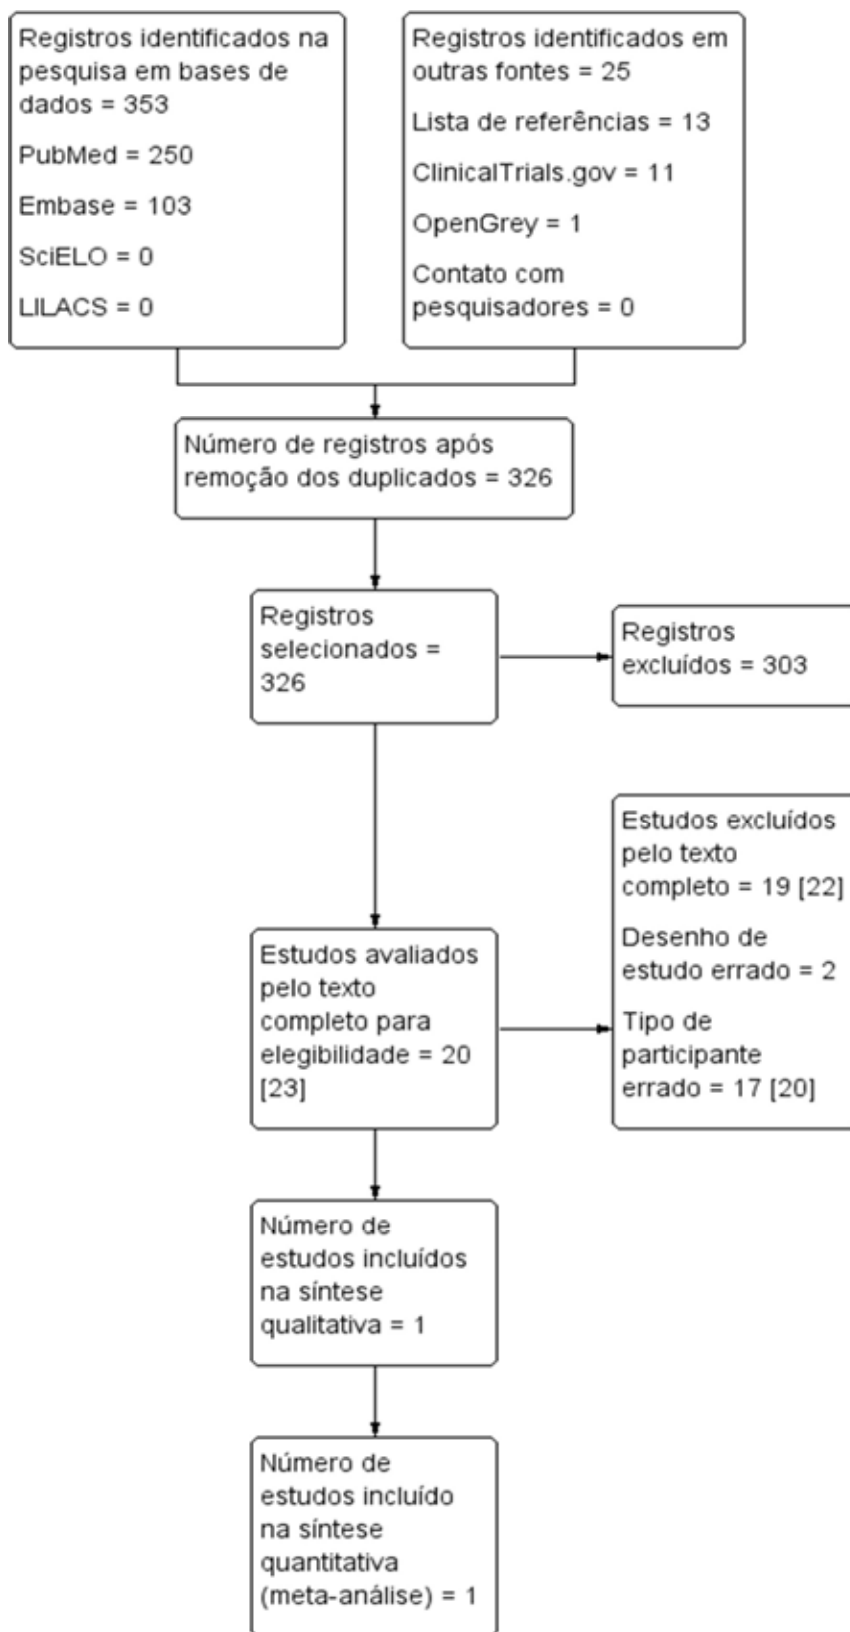 Registros identificados na
pesquisa em bases de
dados = 353
PubMed = 250
Embase = 103
SciELO = 0
LILACS = 0
Registros identificados em
outras fontes = 25
Lista de referências = 13
ClinicalTrials.gov = 11
OpenGrey = 1
Contato com
pesquisadores = 0
Número de registros após
remoção dos duplicados = 326
Registros
selecionados =
326
Registros
excluídos = 303
Estudos avaliados
pelo texto
completo para
elegibilidade = 20
[23]
Estudos excluídos
pelo texto
completo = 19 [22]
Desenho de
estudo errado = 2
Tipo de
participante
errado = 17 [20]
Número de
estudos incluídos
na síntese
qualitativa = 1
Número de
estudos incluído
na síntese
quantitativa
(meta-análise) = 1